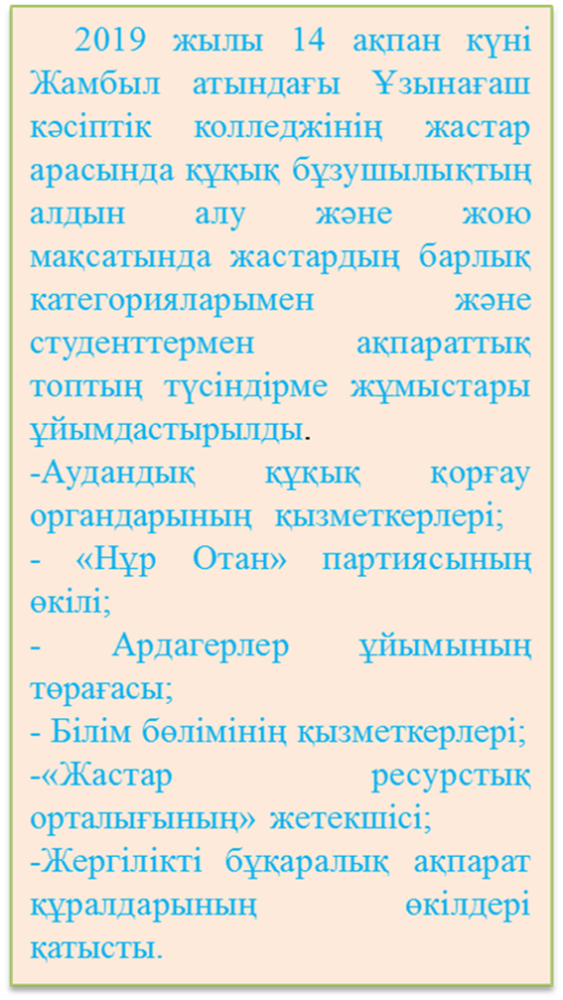 2019 жылы 14 ақпан күні
Жамбыл атындағы Ұзынағаш
кәсіптік колледжінің жастар
арасында құқық бұзушылықтың
алдын алу және жою
мақсатында жастардың барлық
категорияларымен және
студенттермен ақпараттық
топтың түсіндірме жұмыстары
ұйымдастырылды.
-Аудандық құқық қорғау
органдарының қызметкерлері;
- «Нұр Отан» партиясының
өкілі;
- Ардагерлер ұйымының
төрағасы;
- Білім бөлімінің қызметкерлері;
-«Жастар ресурстық
орталығының» жетекшісі;
-Жергілікті бұқаралық ақпарат
құралдарының өкілдері
қатысты.